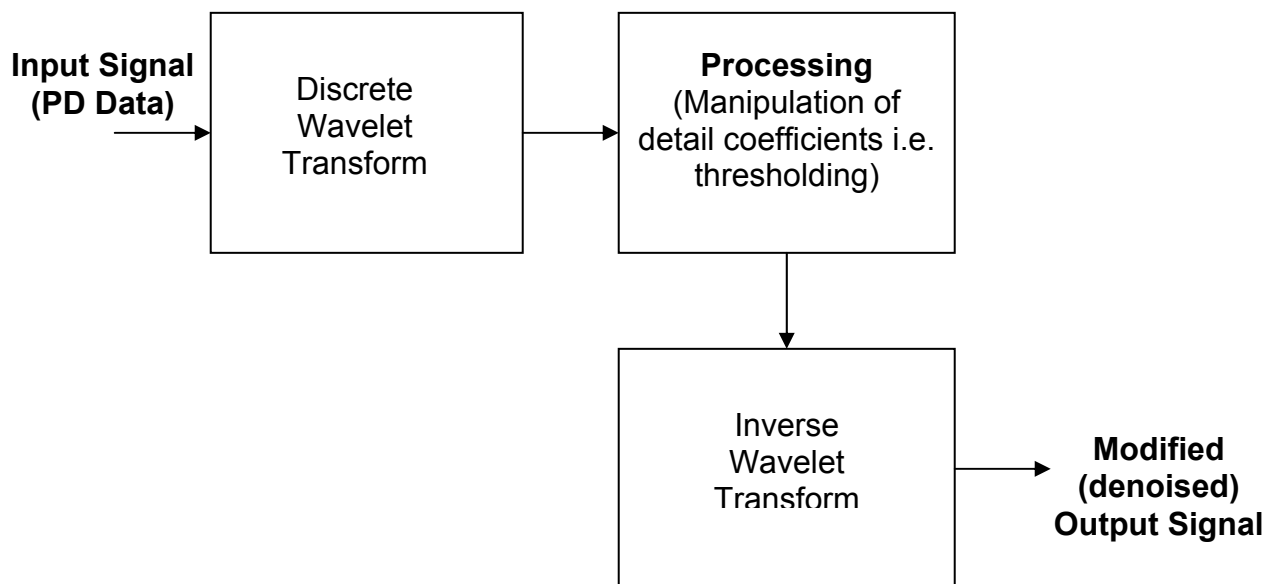 Input Signal
(PD Data)
Discrete
Wavelet
Transform
Processing
(Manipulation of
detail coefficients i.e.
thresholding)
Inverse
Wavelet
Transform
Modified
(denoised)
Output Signal